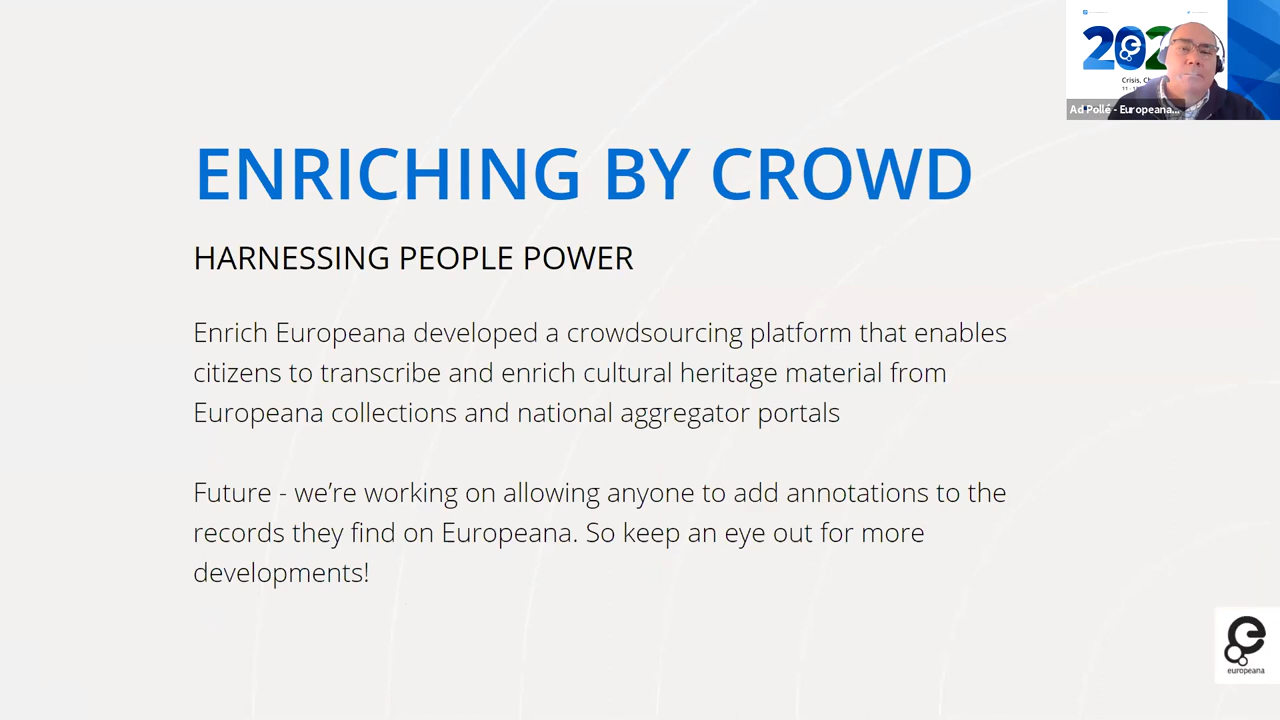 202
Crisis, Ch
Ad Pollé - Europeana...
ENRICHING BY CROWD
HARNESSING PEOPLE POWER
Enrich Europeana developed a crowdsourcing platform that enables
citizens to transcribe and enrich cultural heritage material from
Europeana collections and national aggregator portals
Future - we’re working on allowing anyone to add annotations to the
records they find on Europeana. So keep an eye out for more
developments!
europeana